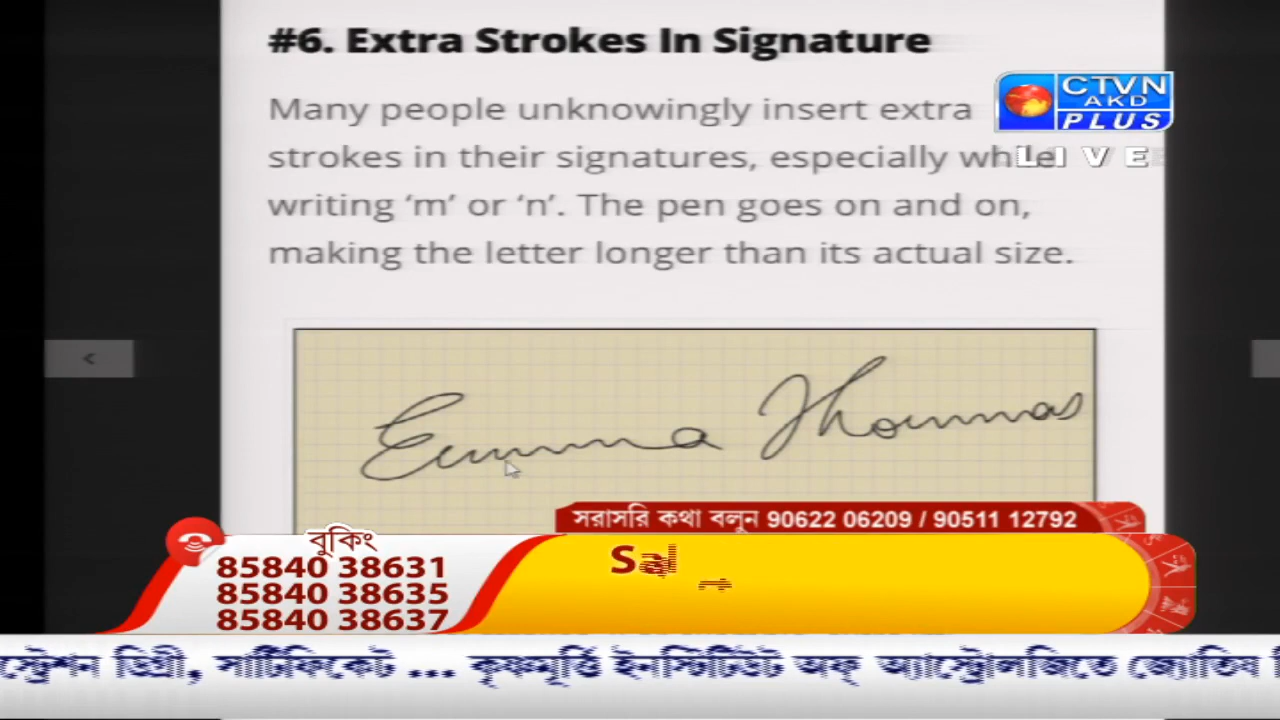 #6. Extra Strokes In Signature
Many people unknowingly insert extra
strokes in their signatures, especially while
writing ‘m’ or ‘n’. The pen goes on and on,
making the letter longer than its actual size.
CTVN
AKD
PLUS
LIVE
<
Emma Thommas
সরাসরি কথা বলুন 90622 06209 / 90511 12792
বুকিং
85840 38631
85840 38635
85840 38637
স্ট্রেশন ডিগ্রী, সার্টিফিকেট ... কৃষ্ণমূর্ত্তি ইনস্টিটিউট অফ্ অ্যাস্ট্রোলজিতে জ্যোতিষ